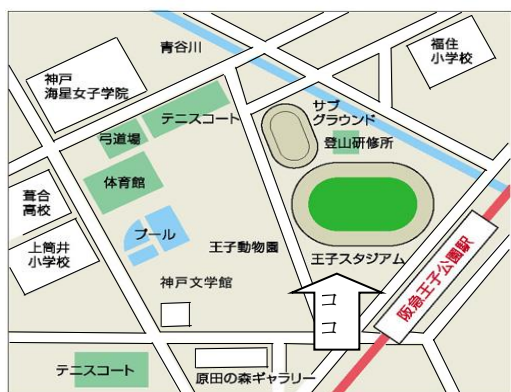 青谷川
福住
小学校
神戸
海星女子学院
サブ
グラウンド
テニスコート
弓道場
登山研修所
体育館
葺合
高校
プール
王子動物園
上筒井
小学校
王子スタジアム
阪急王子公園駅
神戸文学館
ココ
テニスコート
原田の森ギャラリー